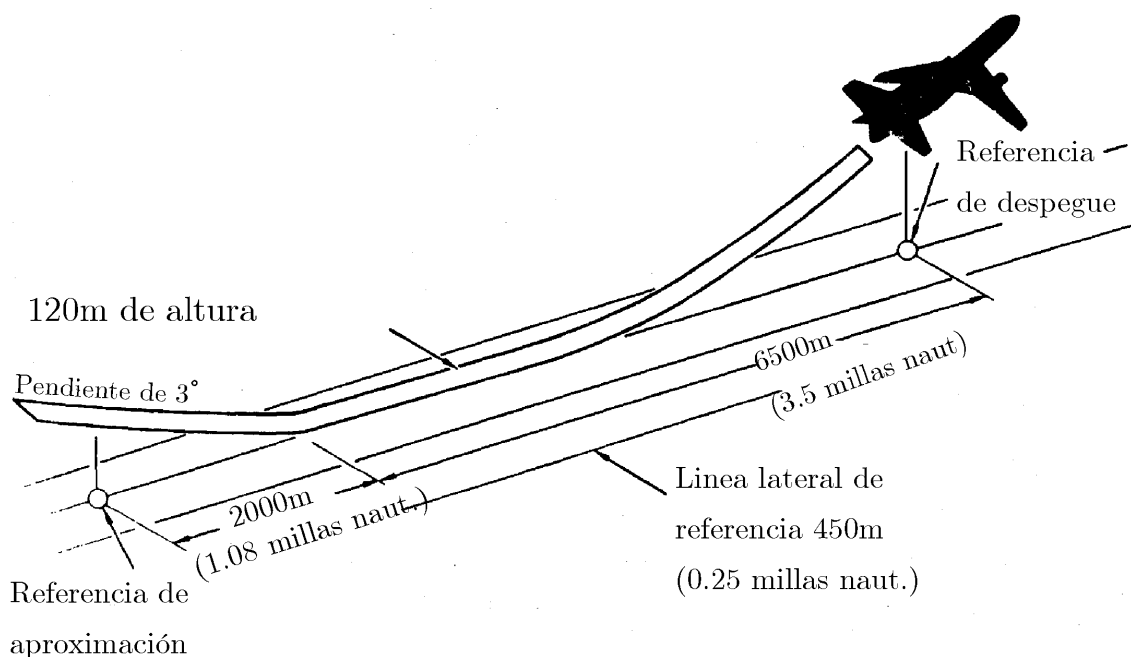 Referencia
de despegue
120m de altura
6500m
(3.5 millas naut)
Pendiente de 3°
Linea lateral de
referencia 450m
(0.25 millas naut.)
2000m
(1.08 millas naut.)
Referencia de
aproximación